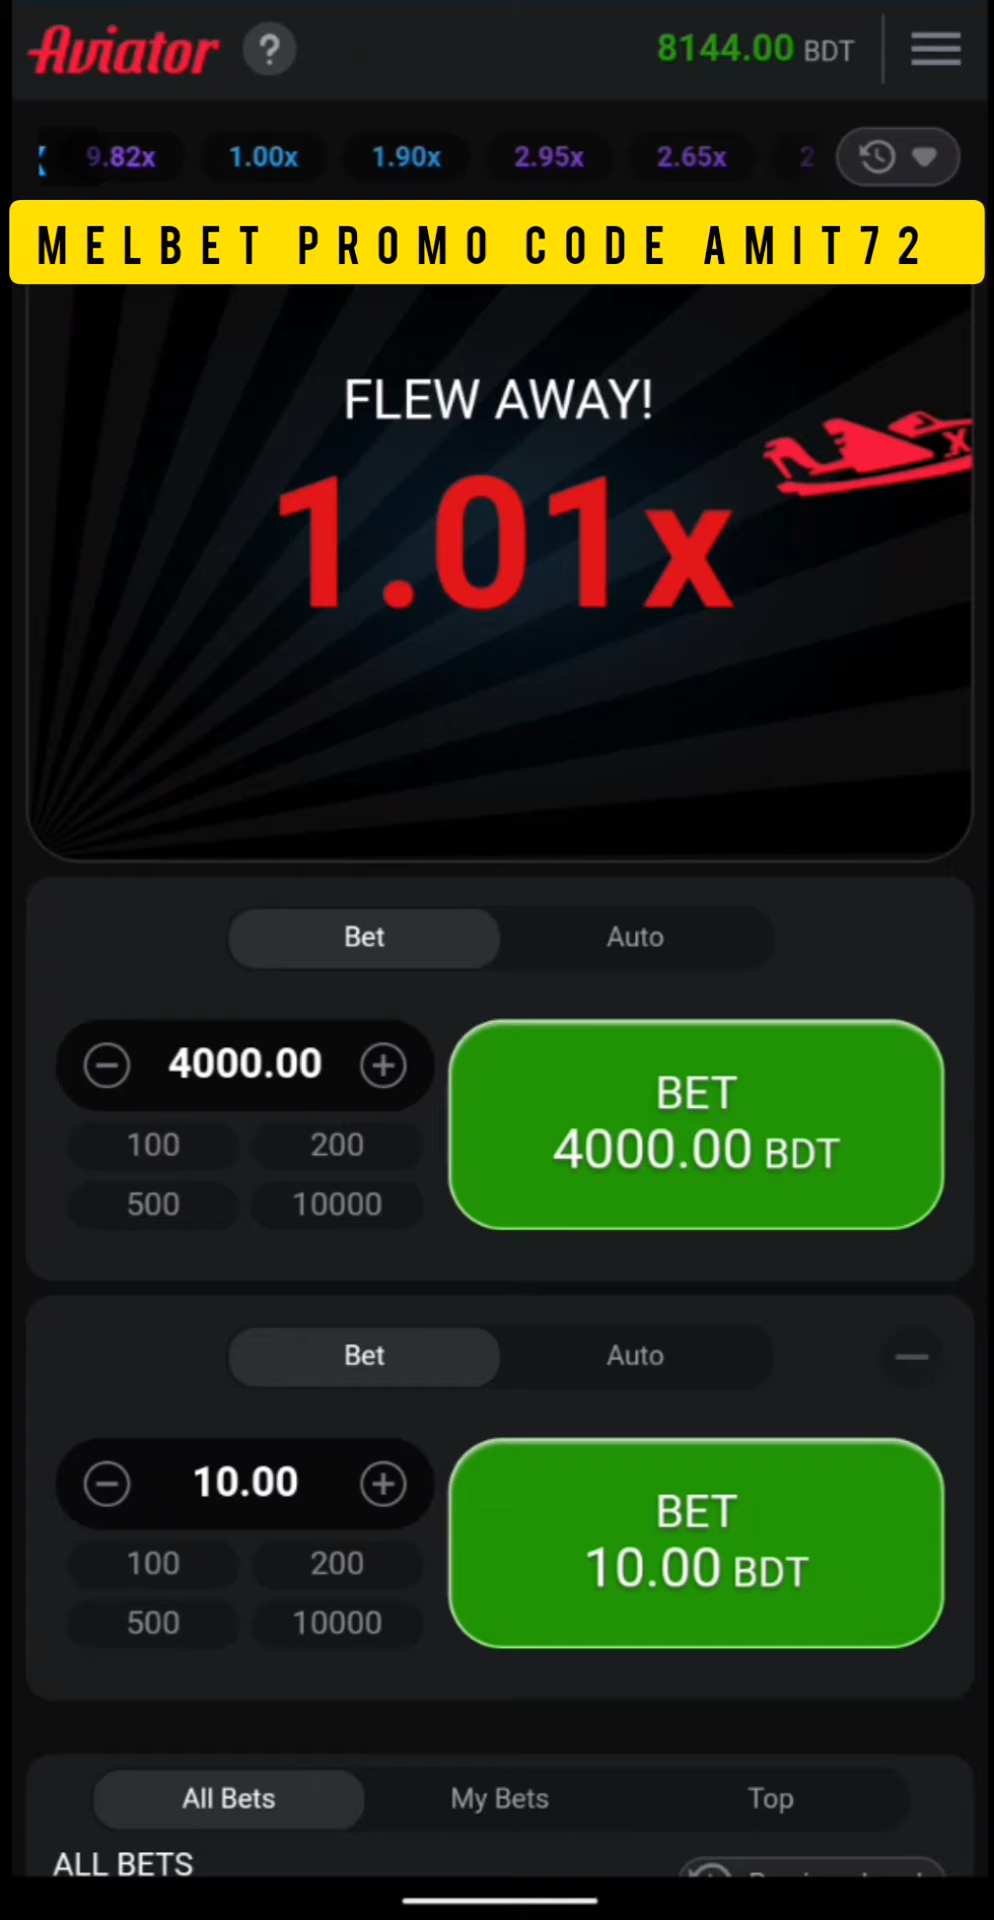 Aviator ? 8144.00 BDT
9.82x 1.00x 1.90x 2.95x 2.65x 2
MELBET PROMO CODE AMIT72
FLEW AWAY!
X
1.01x
Bet Auto
4000.00
100 200
500 10000
BET
4000.00 BDT
Bet Auto
10.00
100 200
500 10000
BET
10.00 BDT
All Bets My Bets Top
ALL BETS